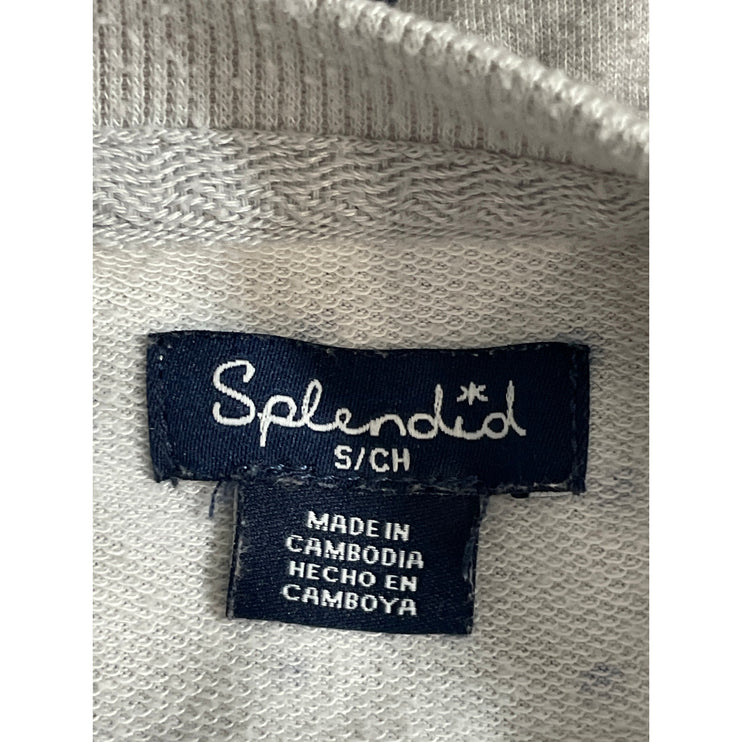 Splendid
S/CH
MADE IN
CAMBODIA
HECHO EN
CAMBOYA